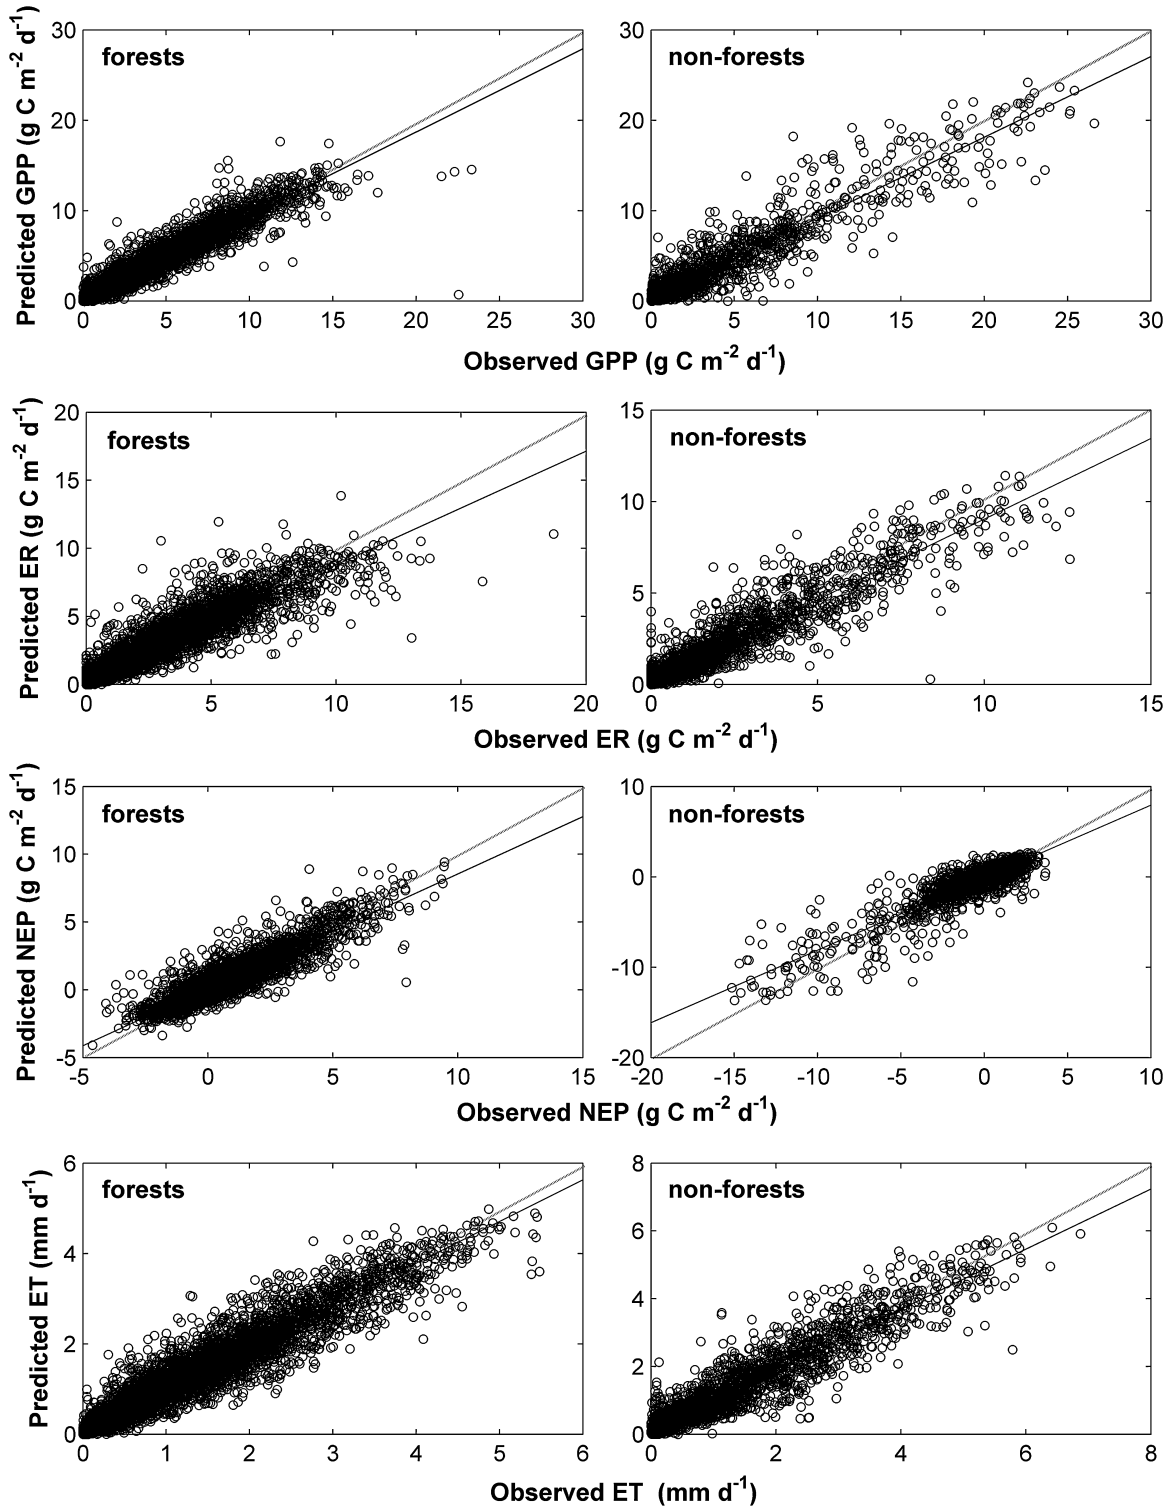 forests
non-forests
Predicted GPP (g C m⁻² d⁻¹)
30
20
10
0
30
20
10
0
0 5 10 15 20 25 30
0 5 10 15 20 25 30
Observed GPP (g C m⁻² d⁻¹)
forests
non-forests
Predicted ER (g C m⁻² d⁻¹)
20
15
10
5
0
15
10
5
0
0 5 10 15 20
0 5 10 15
Observed ER (g C m⁻² d⁻¹)
forests
non-forests
Predicted NEP (g C m⁻² d⁻¹)
15
10
5
0
-5
10
0
-10
-20
-5 0 5 10 15
-20 -15 -10 -5 0 5 10
Observed NEP (g C m⁻² d⁻¹)
forests
non-forests
Predicted ET (mm d⁻¹)
6
4
2
0
8
6
4
2
0
0 1 2 3 4 5 6
0 2 4 6 8
Observed ET (mm d⁻¹)